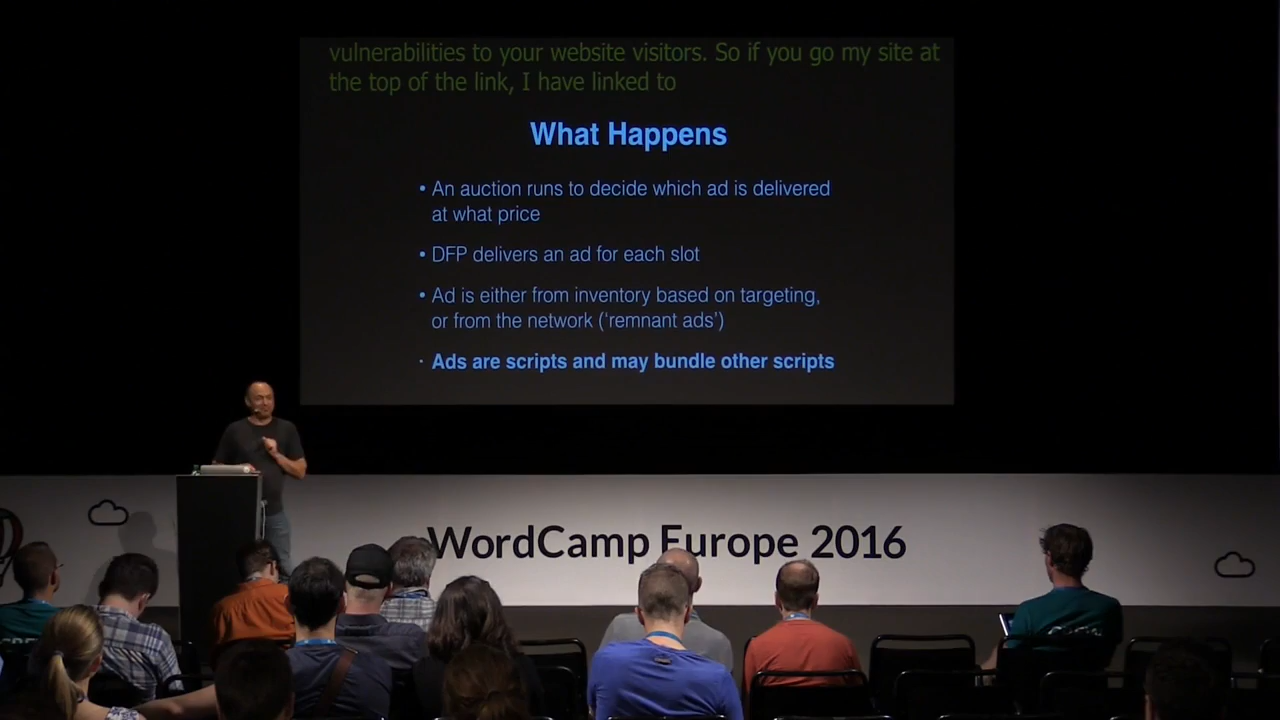 vulnerabilities to your website visitors. So if you go my site at
the top of the link, I have linked to
What Happens
• An auction runs to decide which ad is delivered
at what price
• DFP delivers an ad for each slot
• Ad is either from inventory based on targeting,
or from the network (‘remnant ads’)
· Ads are scripts and may bundle other scripts
WordCamp Europe 2016